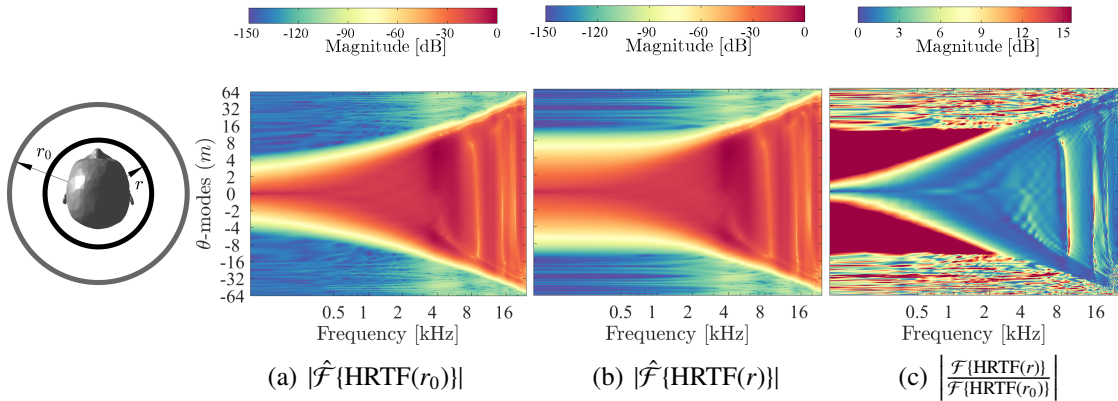 -150 -120 -90 -60 -30 0
Magnitude [dB]
-150 -120 -90 -60 -30 0
Magnitude [dB]
0 3 6 9 12 15
Magnitude [dB]
r₀
r
θ-modes (m)
64
32
16
8
4
2
0
-2
-4
-8
-16
-32
-64
0.5 1 2 4 8 16
Frequency [kHz]
0.5 1 2 4 8 16
Frequency [kHz]
0.5 1 2 4 8 16
Frequency [kHz]
(a) |ℱ̂{HRTF(r₀)}|
(b) |ℱ̂{HRTF(r)}|
(c) |ℱ{HRTF(r)}/ℱ{HRTF(r₀)}|